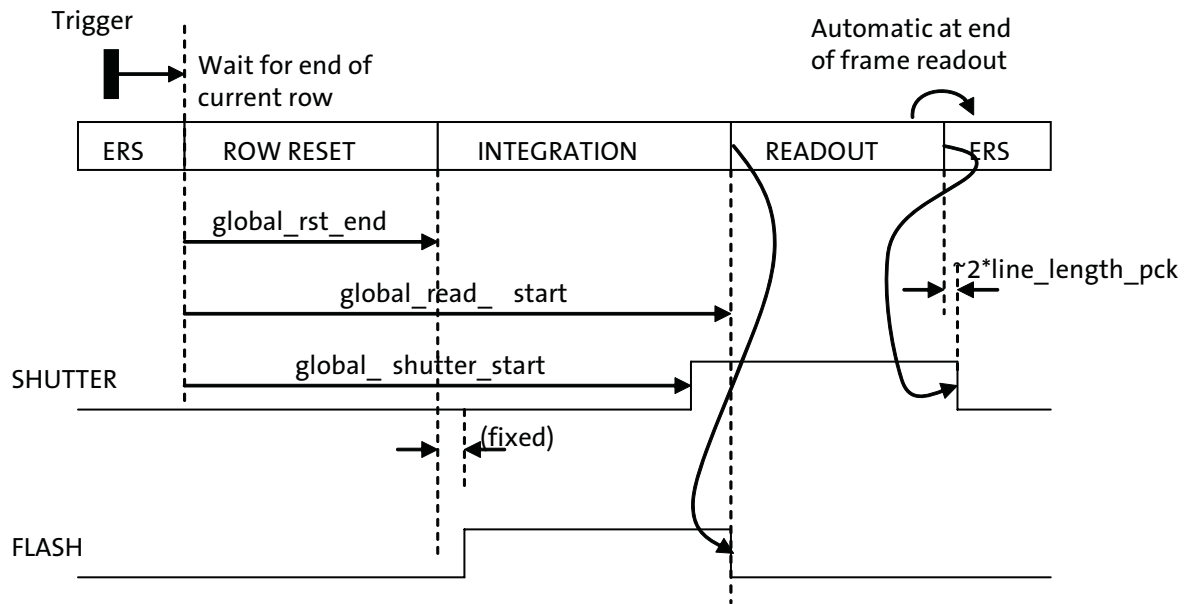 Trigger
Automatic at end
of frame readout
Wait for end of
current row
ERS
ROW RESET
INTEGRATION
READOUT
ERS
global_rst_end
~2*line_length_pck
global_read_ start
global_ shutter_start
SHUTTER
(fixed)
FLASH